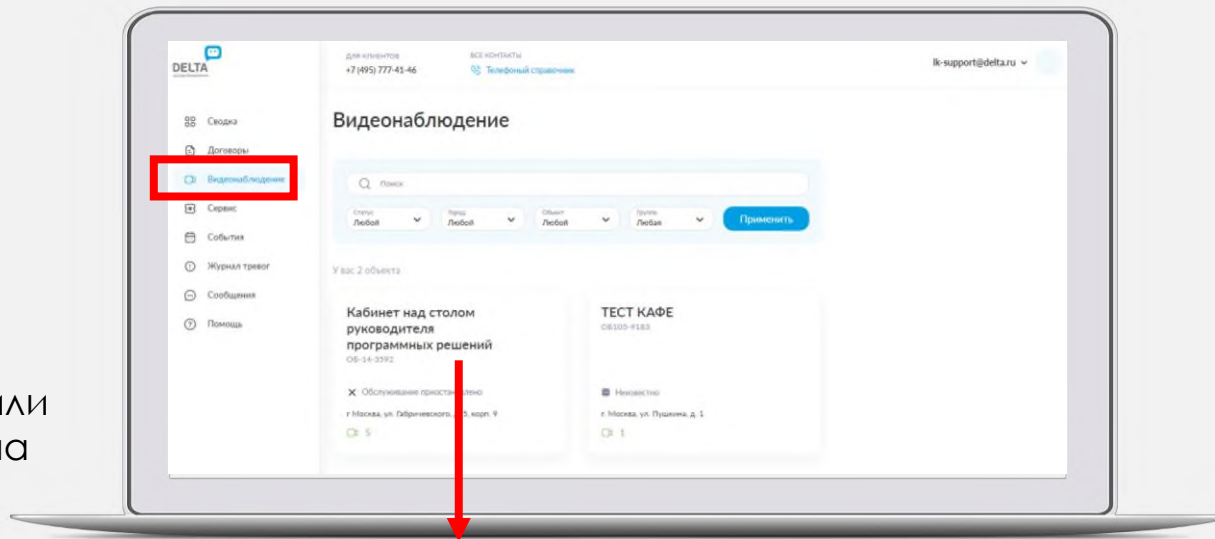 DELTA
для клиентов
+7 (495) 777-41-46
ВСЕ КОНТАКТЫ
Телефоный справочник
lk-support@delta.ru
Сводка
Договоры
Видеонаблюдение
Сервис
События
Журнал тревог
Сообщения
Помощь
Видеонаблюдение
Поиск
Статус
Любой
Город
Любой
Объект
Любой
Группа
Любая
Применить
У вас 2 объекта
Кабинет над столом
руководителя
программных решений
ОБ-14-3592
Обслуживание приостановлено
г Москва, ул. Габричевского, 5, корп. 9
5
ТЕСТ КАФЕ
ОБ105-9183
Неизвестно
г. Москва, ул. Пушкина, д. 1
1
или
на